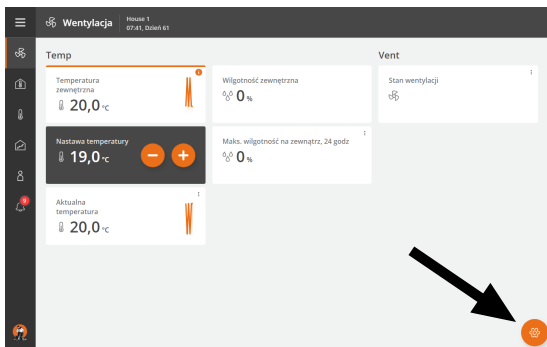 Wentylacja
House 1
07:41, Dzień 61
Temp
Vent
Temperatura
zewnętrzna
20,0 °C
Wilgotność zewnętrzna
0 %
Stan wentylacji
Nastawa temperatury
19,0 °C
Maks. wilgotność na zewnątrz, 24 godz
0 %
Aktualna
temperatura
20,0 °C
9